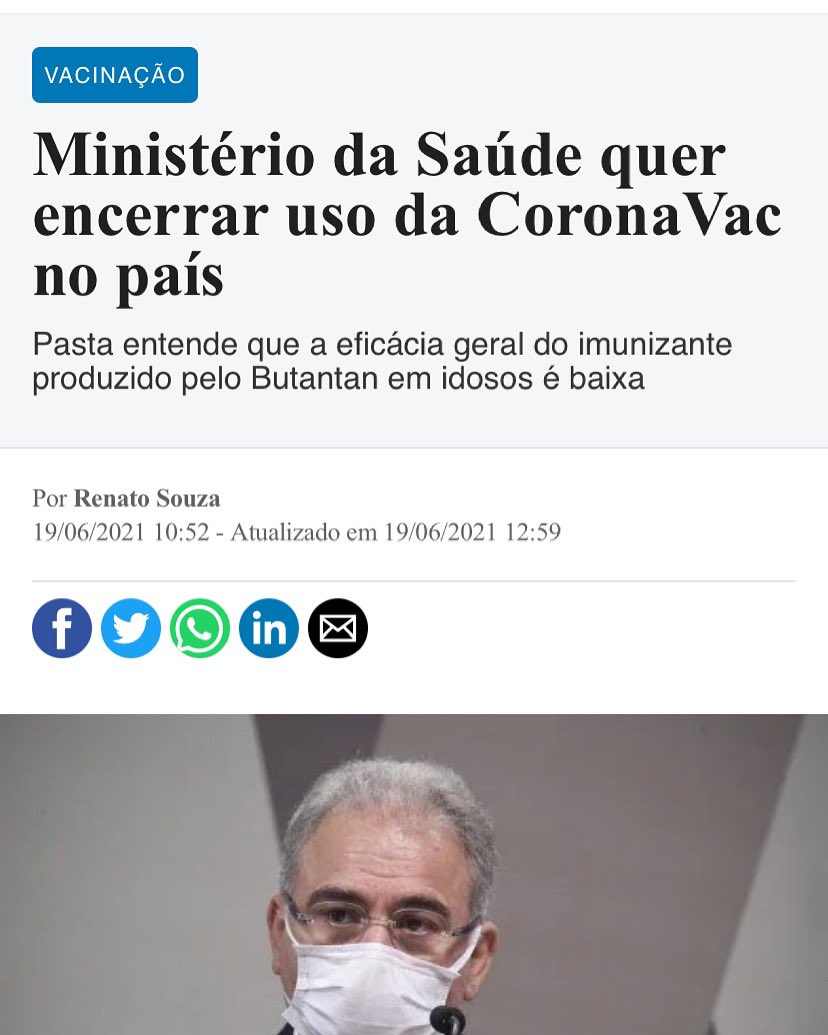 VACINAÇÃO
Ministério da Saúde quer
encerrar uso da CoronaVac
no país
Pasta entende que a eficácia geral do imunizante
produzido pelo Butantan em idosos é baixa
Por Renato Souza
19/06/2021 10:52 - Atualizado em 19/06/2021 12:59